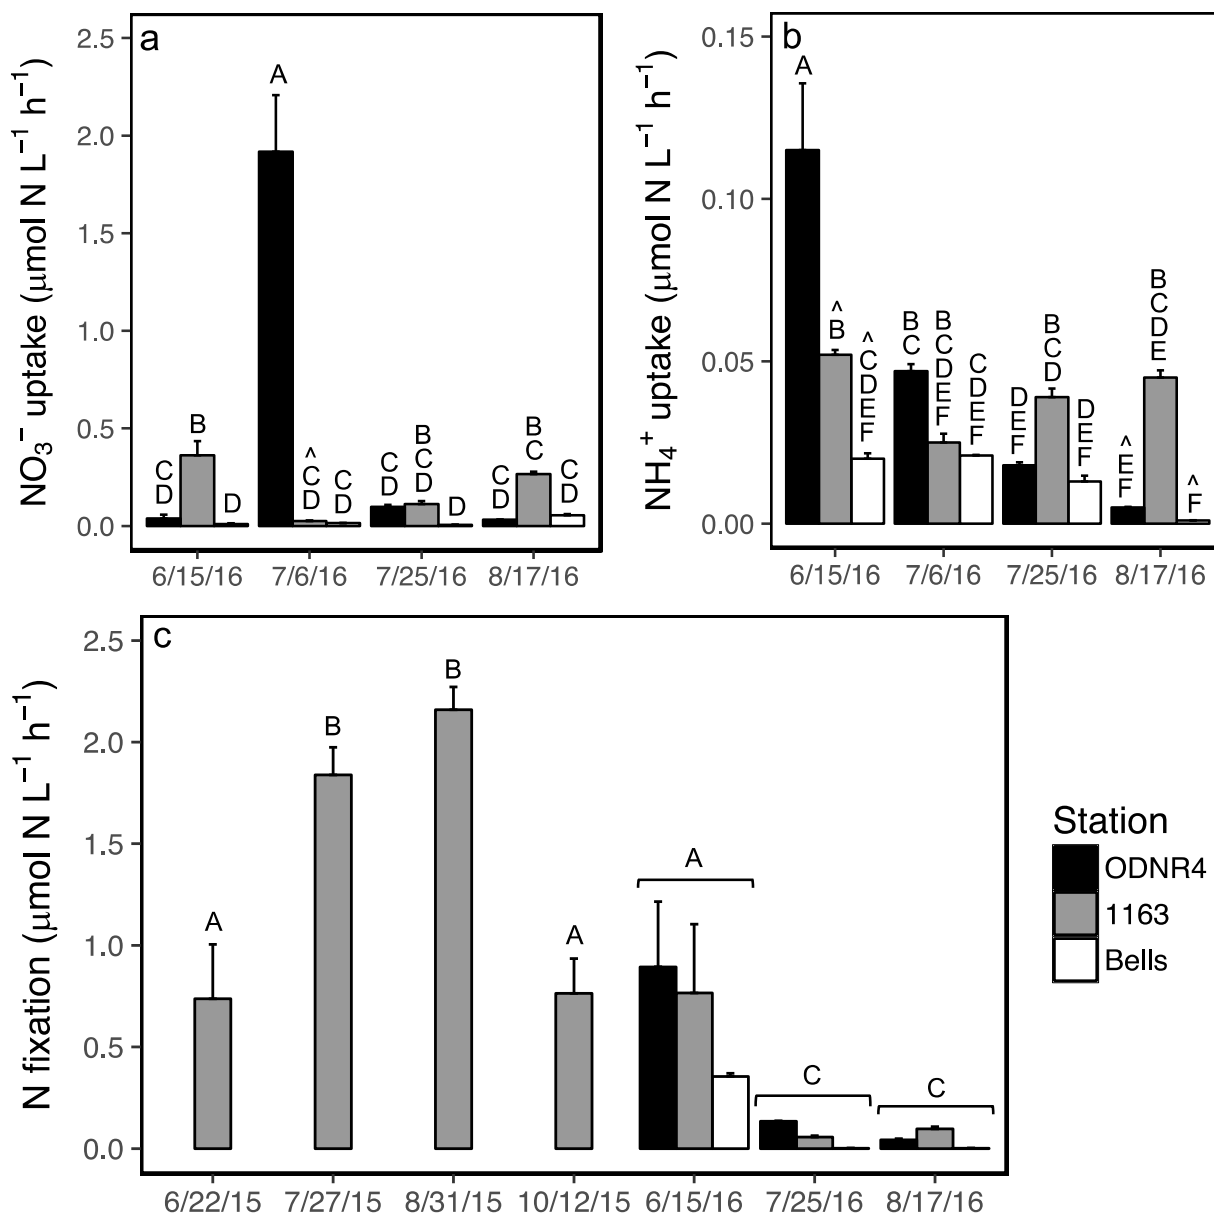 a
NO₃⁻ uptake (μmol N L⁻¹ h⁻¹)
2.5
2.0
1.5
1.0
0.5
0.0
C
D
B
D
A
^
C
D
C
D
C
D
B
C
D
D
C
D
B
C
C
D
6/15/16 7/6/16 7/25/16 8/17/16
b
NH₄⁺ uptake (μmol N L⁻¹ h⁻¹)
0.15
0.10
0.05
0.00
A
^
B
^
C
D
E
F
B
C
B
C
D
E
F
C
D
E
F
D
E
F
B
C
D
D
E
F
^
E
F
B
C
D
E
^
F
6/15/16 7/6/16 7/25/16 8/17/16
c
N fixation (μmol N L⁻¹ h⁻¹)
2.5
2.0
1.5
1.0
0.5
0.0
A
B
B
A
A
C
C
6/22/15 7/27/15 8/31/15 10/12/15 6/15/16 7/25/16 8/17/16
Station
ODNR4
1163
Bells